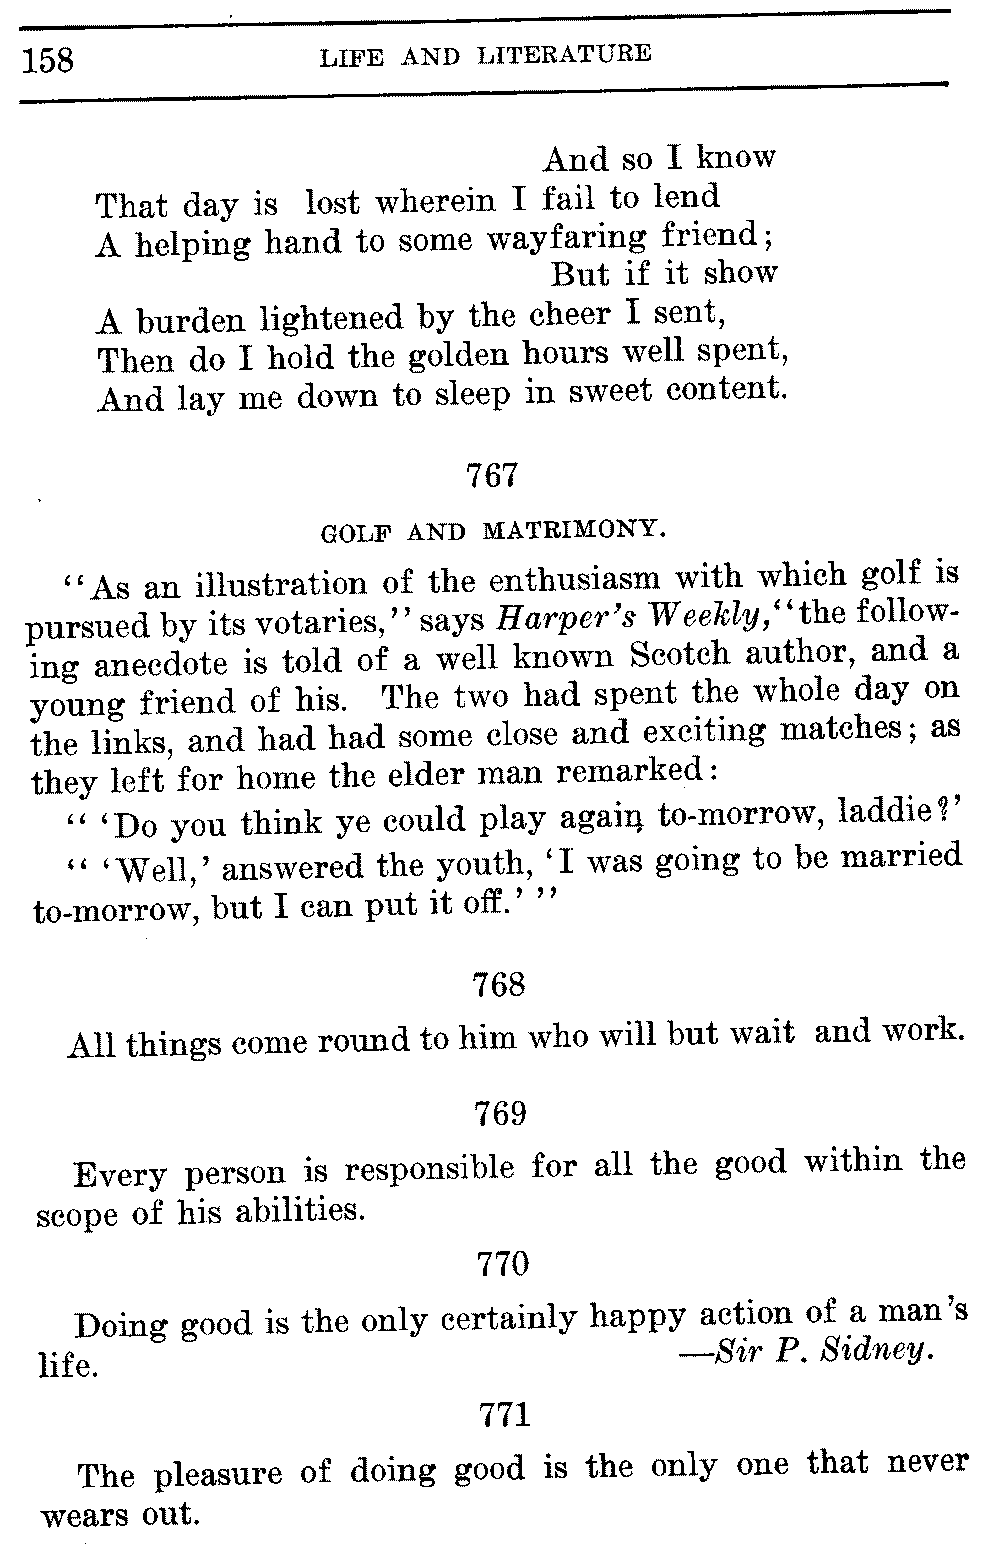 158 LIFE AND LITERATURE
And so I know
That day is lost wherein I fail to lend
A helping hand to some wayfaring friend;
But if it show
A burden lightened by the cheer I sent,
Then do I hold the golden hours well spent,
And lay me down to sleep in sweet content.
767
GOLF AND MATRIMONY.
"As an illustration of the enthusiasm with which golf is
pursued by its votaries," says Harper's Weekly,"the follow-
ing anecdote is told of a well known Scotch author, and a
young friend of his. The two had spent the whole day on
the links, and had had some close and exciting matches; as
they left for home the elder man remarked:
" 'Do you think ye could play again to-morrow, laddie?'
" 'Well,' answered the youth, 'I was going to be married
to-morrow, but I can put it off.' "
768
All things come round to him who will but wait and work.
769
Every person is responsible for all the good within the
scope of his abilities.
770
Doing good is the only certainly happy action of a man's
life. —Sir P. Sidney.
771
The pleasure of doing good is the only one that never
wears out.